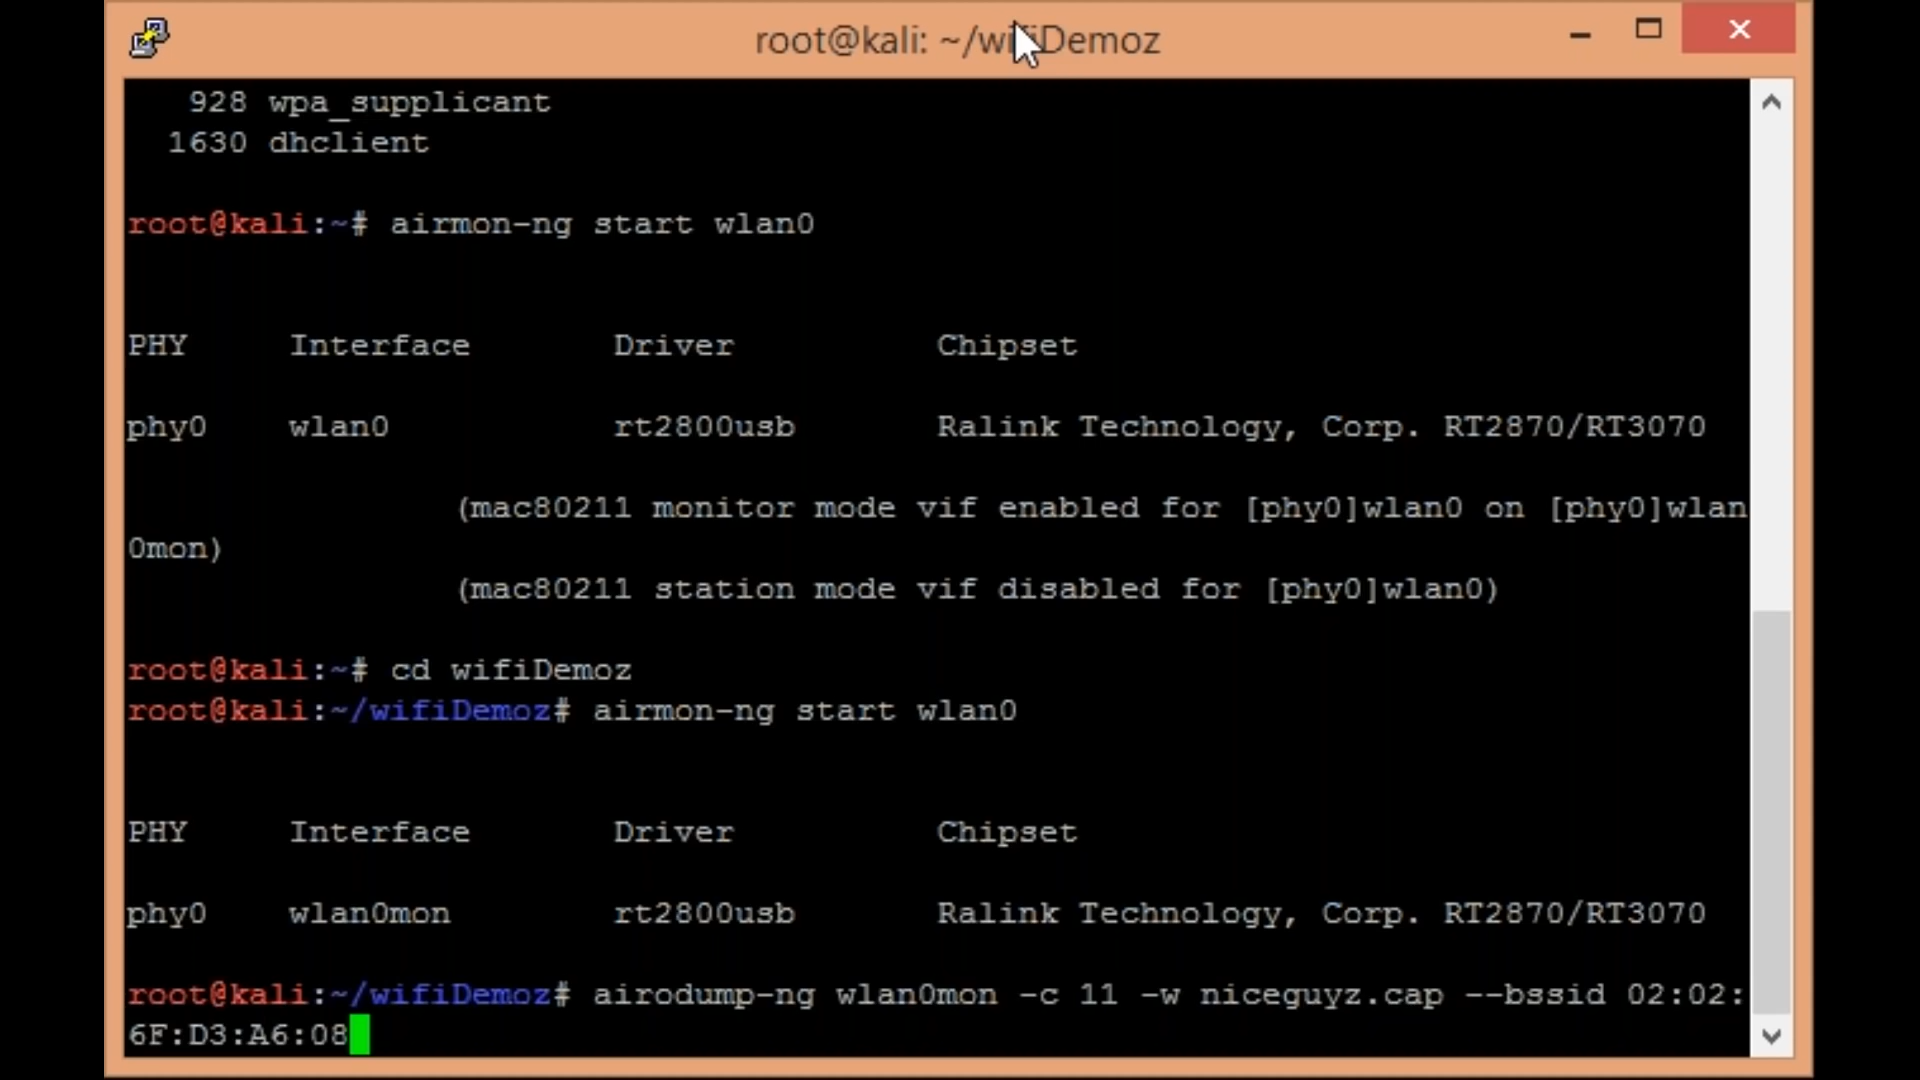 root@kali: ~/wifiDemoz
928 wpa_supplicant
1630 dhclient
root@kali:~# airmon-ng start wlan0
PHY Interface Driver Chipset
phy0 wlan0 rt2800usb Ralink Technology, Corp. RT2870/RT3070
(mac80211 monitor mode vif enabled for [phy0]wlan0 on [phy0]wlan
0mon)
(mac80211 station mode vif disabled for [phy0]wlan0)
root@kali:~# cd wifiDemoz
root@kali:~/wifiDemoz# airmon-ng start wlan0
PHY Interface Driver Chipset
phy0 wlan0mon rt2800usb Ralink Technology, Corp. RT2870/RT3070
root@kali:~/wifiDemoz# airodump-ng wlan0mon -c 11 -w niceguyz.cap --bssid 02:02:
6F:D3:A6:08